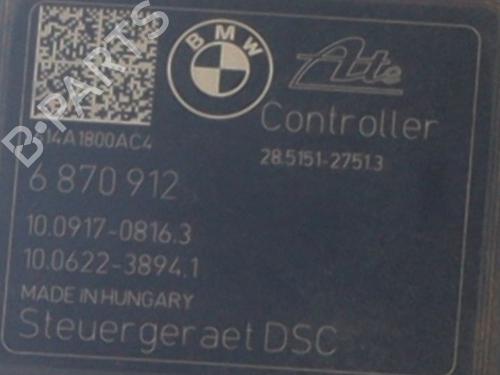 BMW
Ate
Controller
28.5151-2751.3
14A1800AC4
6 870 912
10.0917-0816.3
10.0622-3894.1
MADE IN HUNGARY
Steuergeraet DSC
B-PARTS